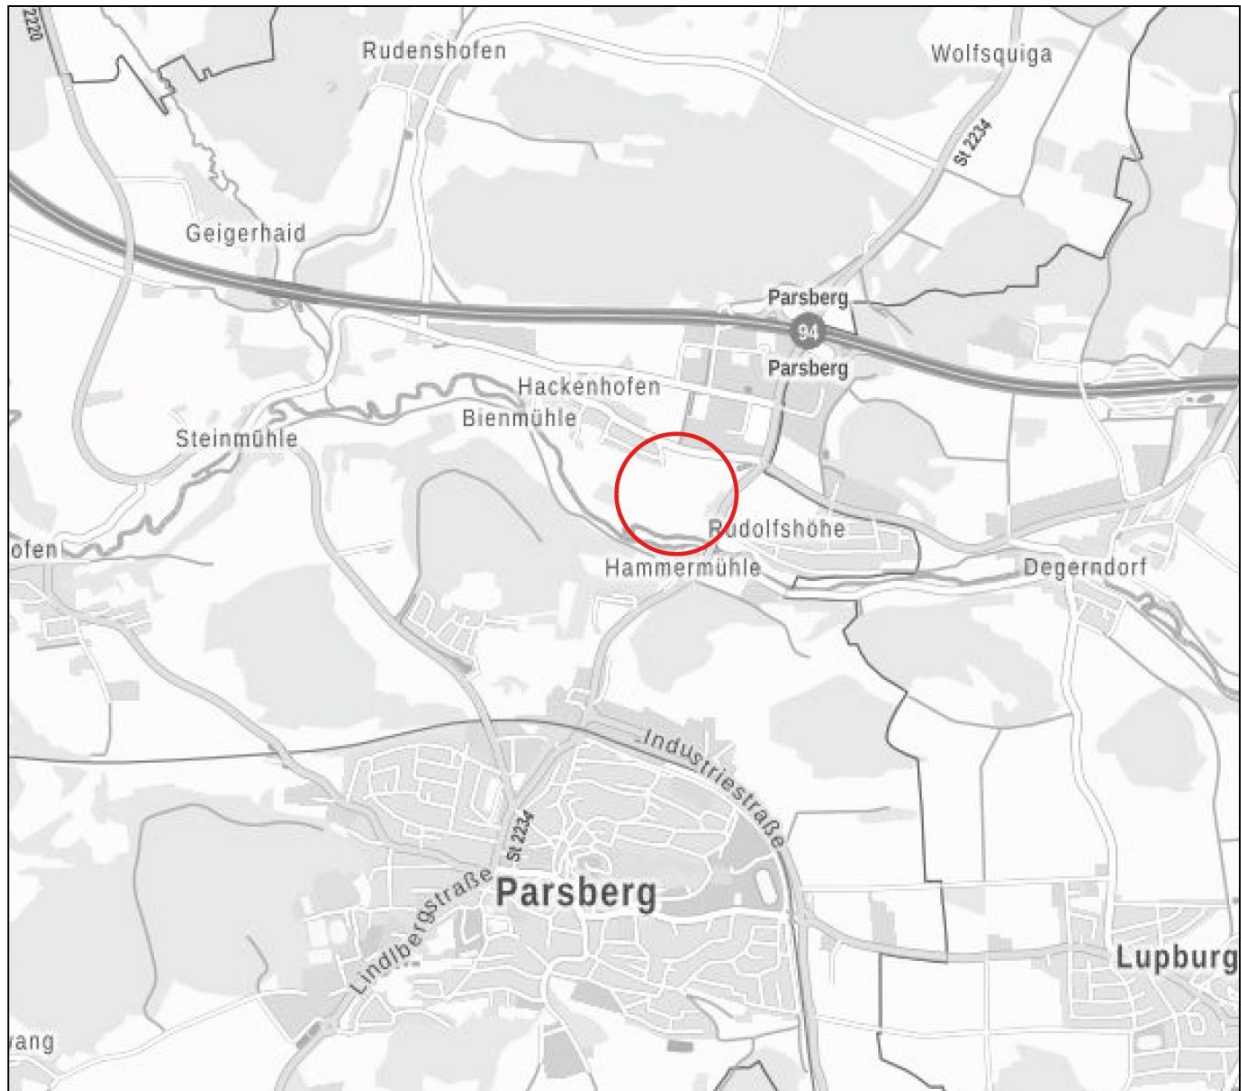 2220
Rudenshofen
Wolfsquiga
St 2234
Geigerhaid
Parsberg
94
Parsberg
Hackenhofen
Bienmühle
Steinmühle
Rudolfshöhe
ofen
Hammermühle
Degerndorf
Industriestraße
St 2234
Parsberg
Lindlbergstraße
Lupburg
wang